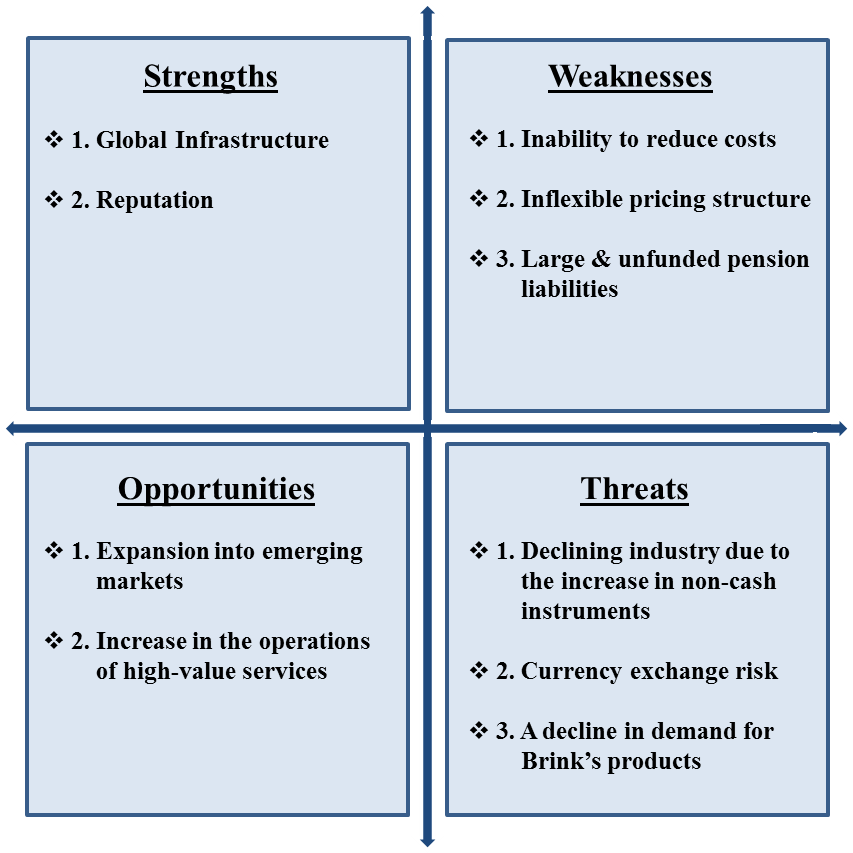 Strengths
❖ 1. Global Infrastructure
❖ 2. Reputation
Weaknesses
❖ 1. Inability to reduce costs
❖ 2. Inflexible pricing structure
❖ 3. Large & unfunded pension
liabilities
Opportunities
❖ 1. Expansion into emerging
markets
❖ 2. Increase in the operations
of high-value services
Threats
❖ 1. Declining industry due to
the increase in non-cash
instruments
❖ 2. Currency exchange risk
❖ 3. A decline in demand for
Brink’s products